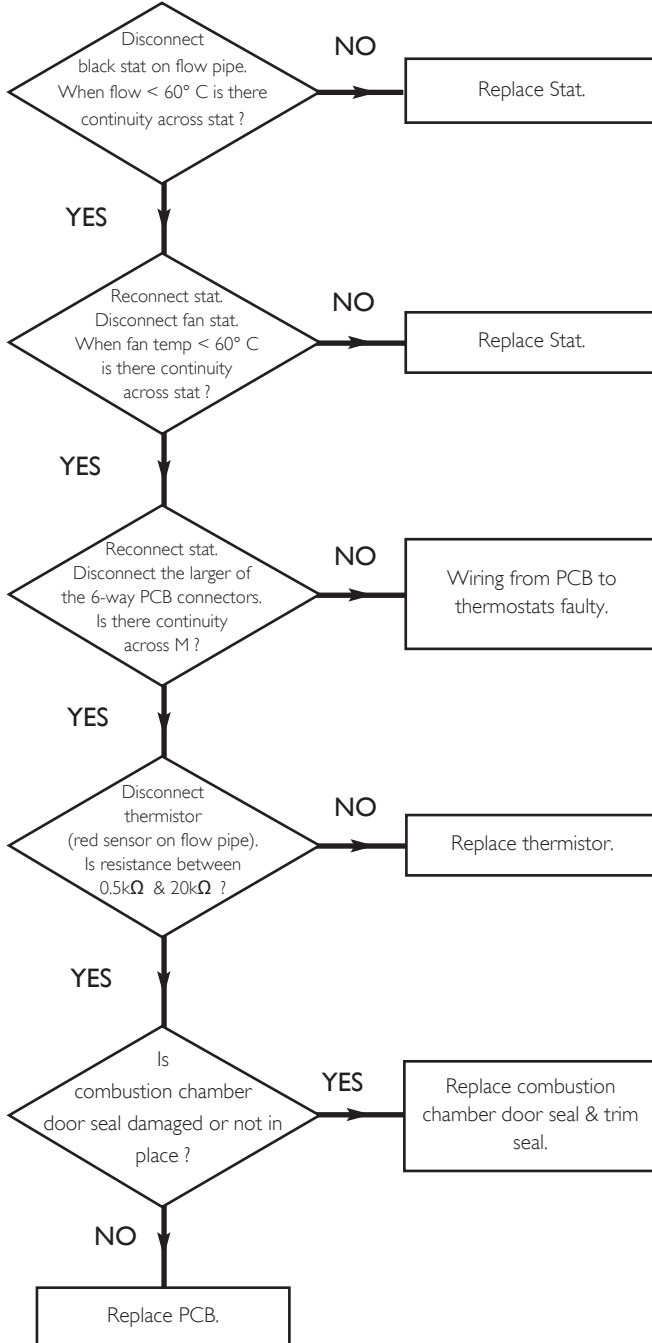 Disconnect
black stat on flow pipe.
When flow < 60° C is there
continuity across stat ?
NO
Replace Stat.
YES
Reconnect stat.
Disconnect fan stat.
When fan temp < 60° C
is there continuity
across stat ?
NO
Replace Stat.
YES
Reconnect stat.
Disconnect the larger of
the 6-way PCB connectors.
Is there continuity
across M ?
NO
Wiring from PCB to
thermostats faulty.
YES
Disconnect
thermistor
(red sensor on flow pipe).
Is resistance between
0.5kΩ & 20kΩ ?
NO
Replace thermistor.
YES
Is
combustion chamber
door seal damaged or not in
place ?
YES
Replace combustion
chamber door seal & trim
seal.
NO
Replace PCB.